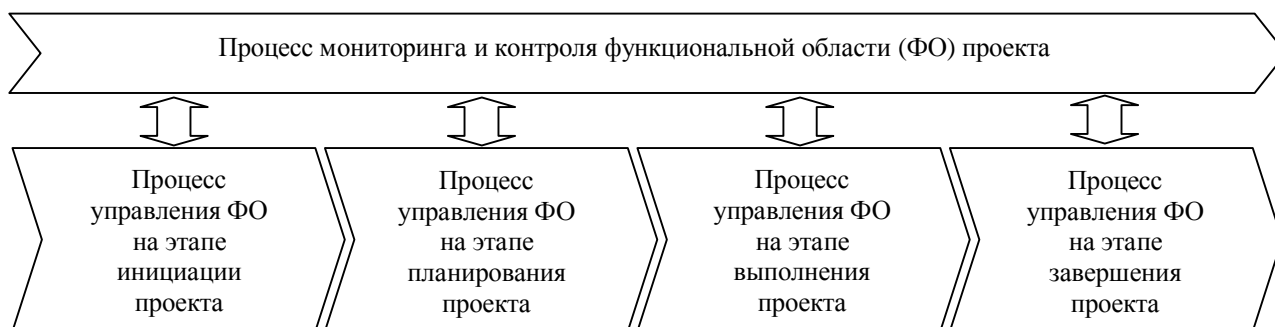 Процесс мониторинга и контроля функциональной области (ФО) проекта
Процесс
управления ФО
на этапе
инициации
проекта
Процесс
управления ФО
на этапе
планирования
проекта
Процесс
управления ФО
на этапе
выполнения
проекта
Процесс
управления ФО
на этапе
завершения
проекта